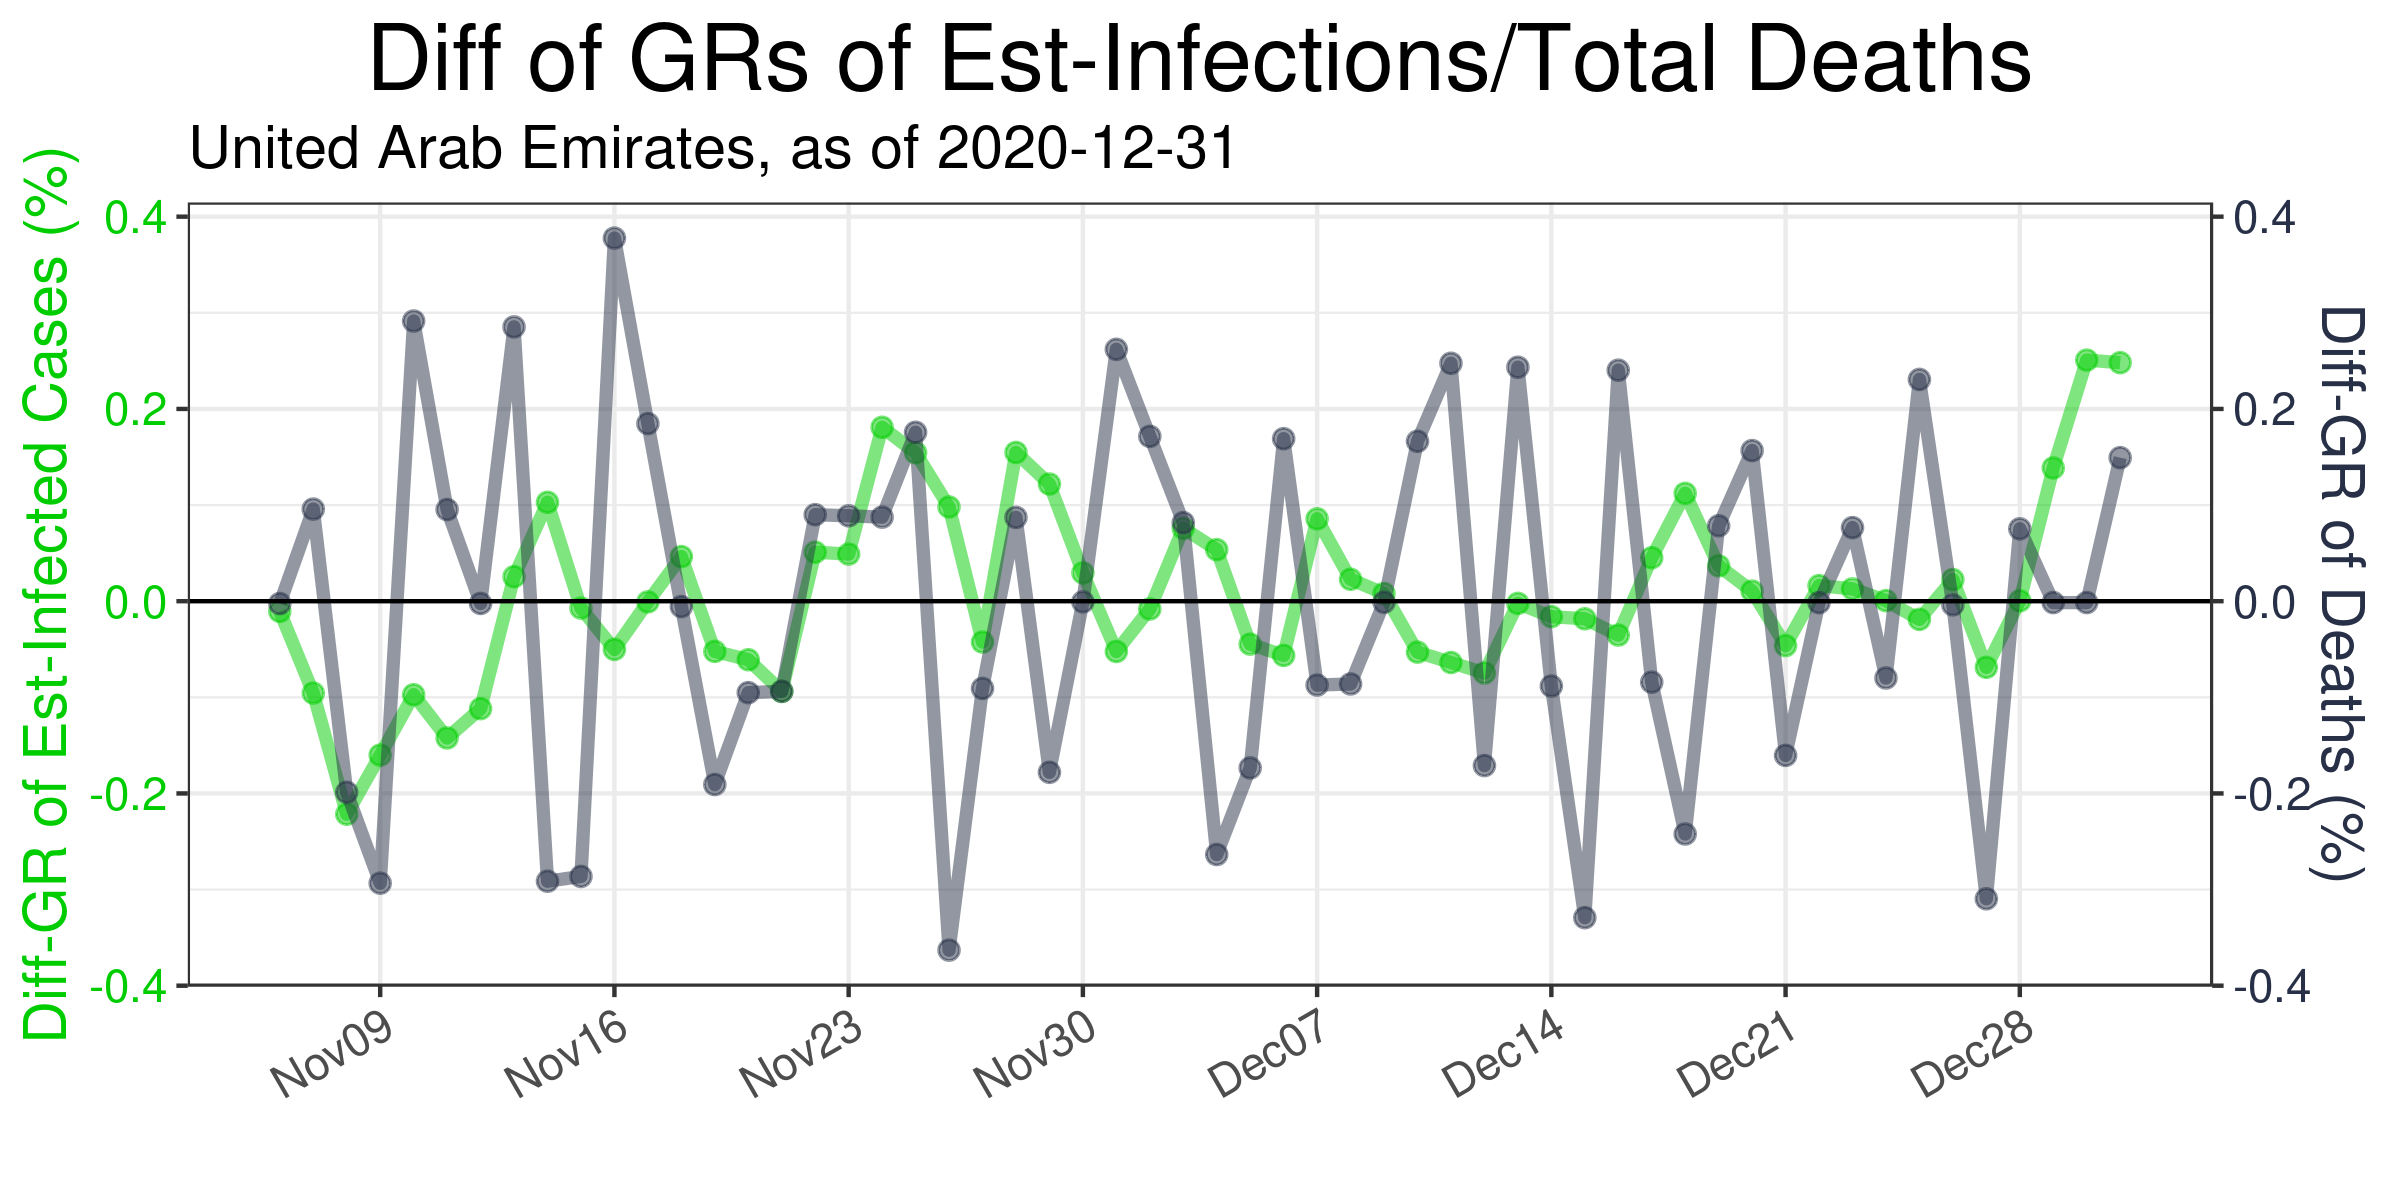 Diff of GRs of Est-Infections/Total Deaths
United Arab Emirates, as of 2020-12-31
Diff-GR of Est-Infected Cases (%)
0.4
0.2
0.0
-0.2
-0.4
0.4
0.2
0.0
-0.2
-0.4
Diff-GR of Deaths (%)
Nov09
Nov16
Nov23
Nov30
Dec07
Dec14
Dec21
Dec28